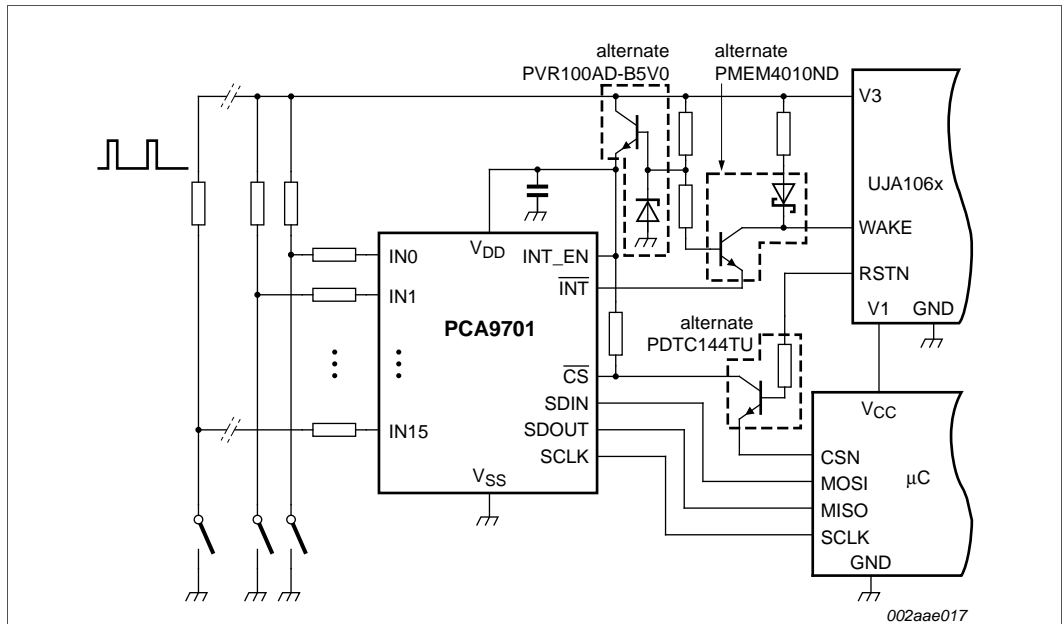 alternate
PVR100AD-B5V0
alternate
PMEM4010ND
V3
UJA106x
WAKE
RSTN
V1
GND
VDD
INT_EN
INT
IN0
IN1
PCA9701
alternate
PDTC144TU
CS
SDIN
SDOUT
SCLK
IN15
VSS
VCC
CSN
MOSI
MISO
SCLK
μC
GND
002aae017